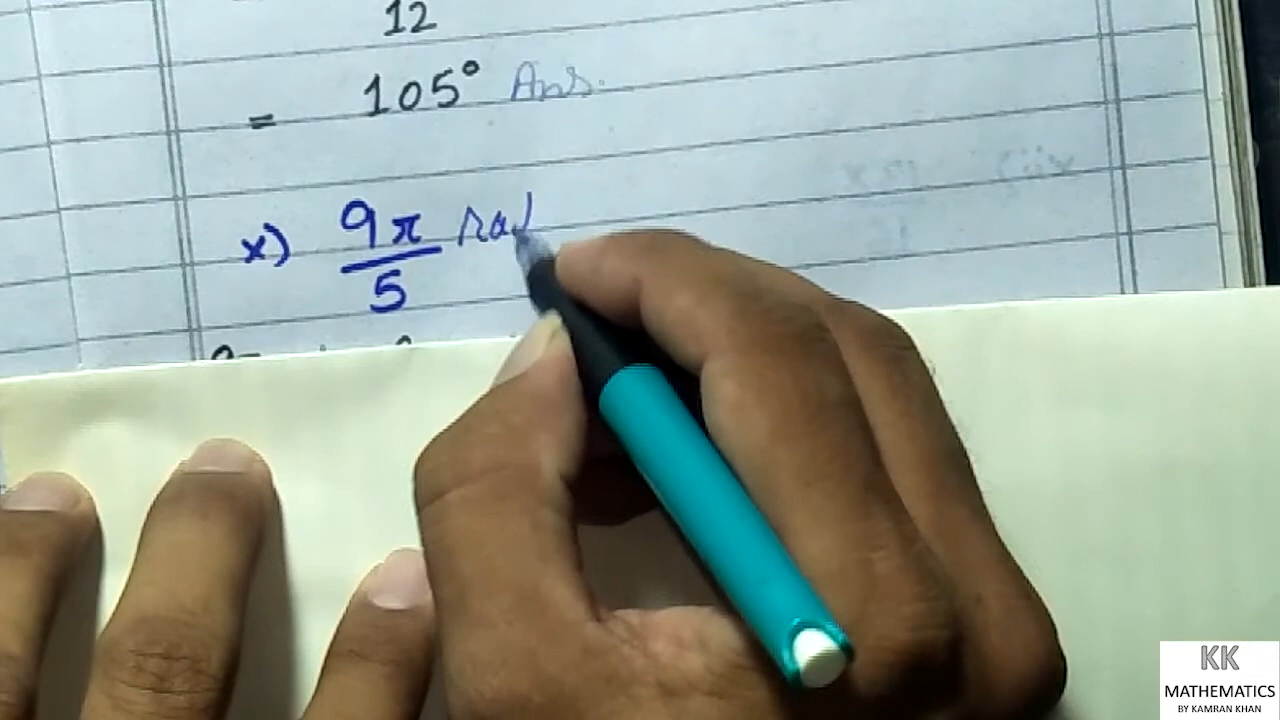 12
= 105° Ans.
x) 9π/5 rad
KK
MATHEMATICS
BY KAMRAN KHAN